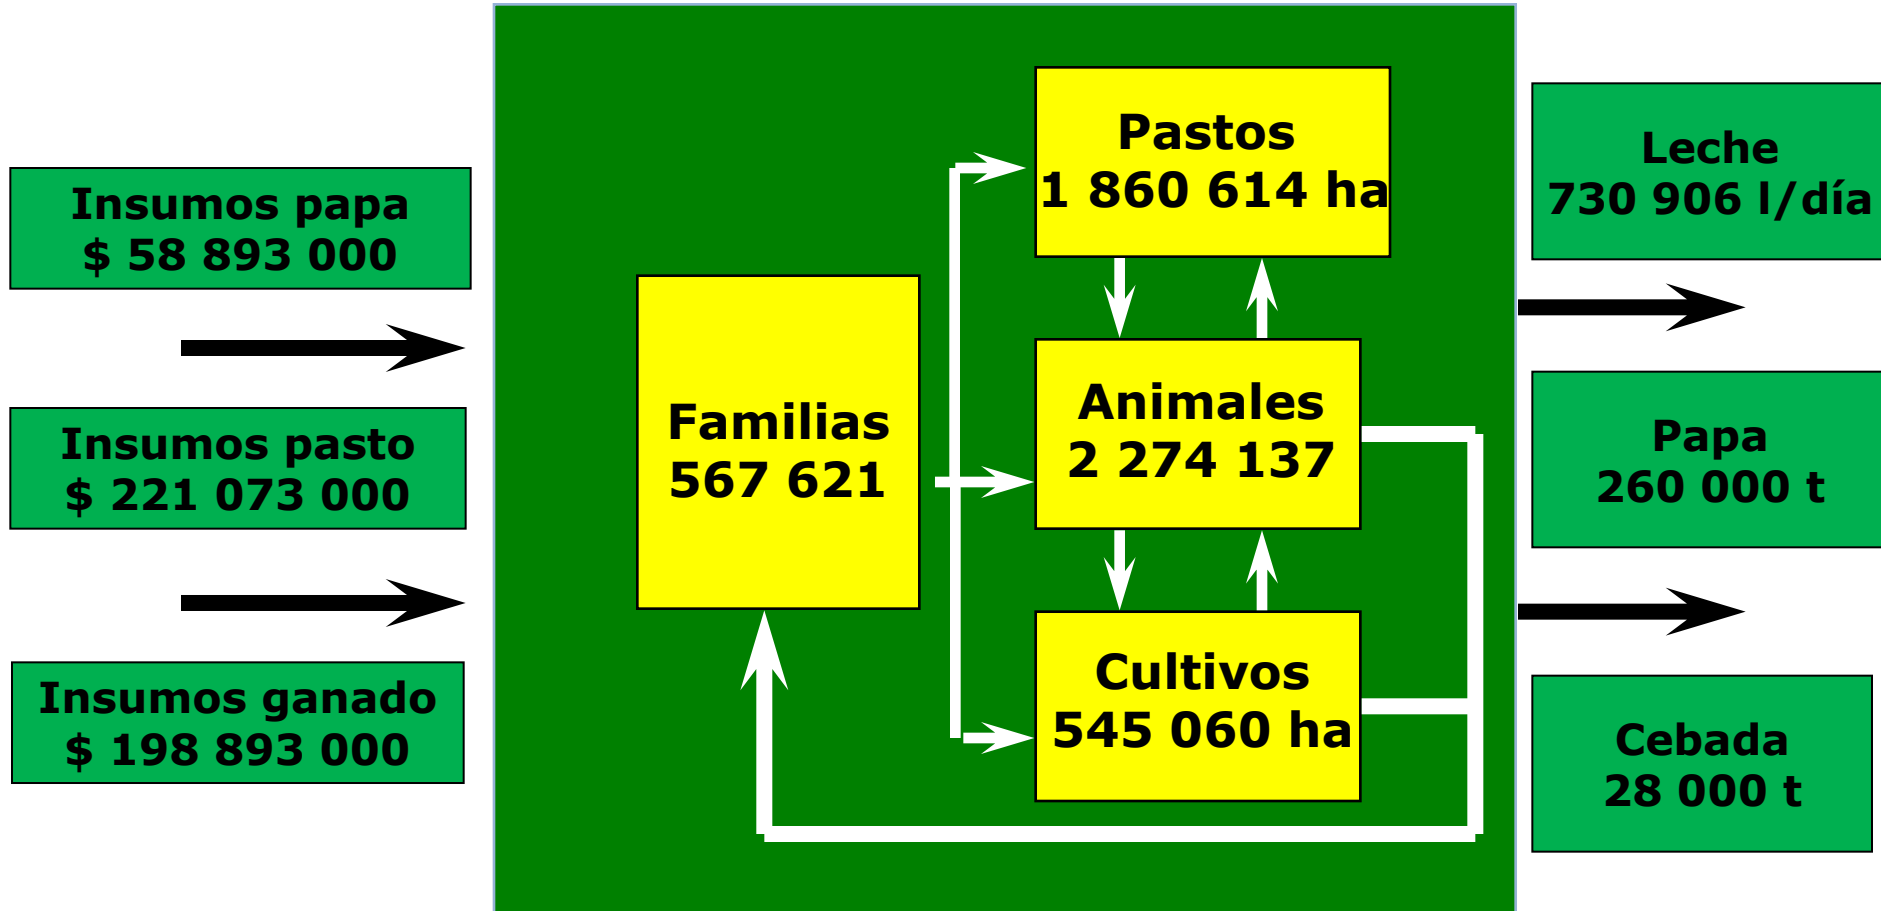 Insumos papa
$ 58 893 000
Insumos pasto
$ 221 073 000
Insumos ganado
$ 198 893 000
Familias
567 621
Pastos
1 860 614 ha
Animales
2 274 137
Cultivos
545 060 ha
Leche
730 906 l/día
Papa
260 000 t
Cebada
28 000 t